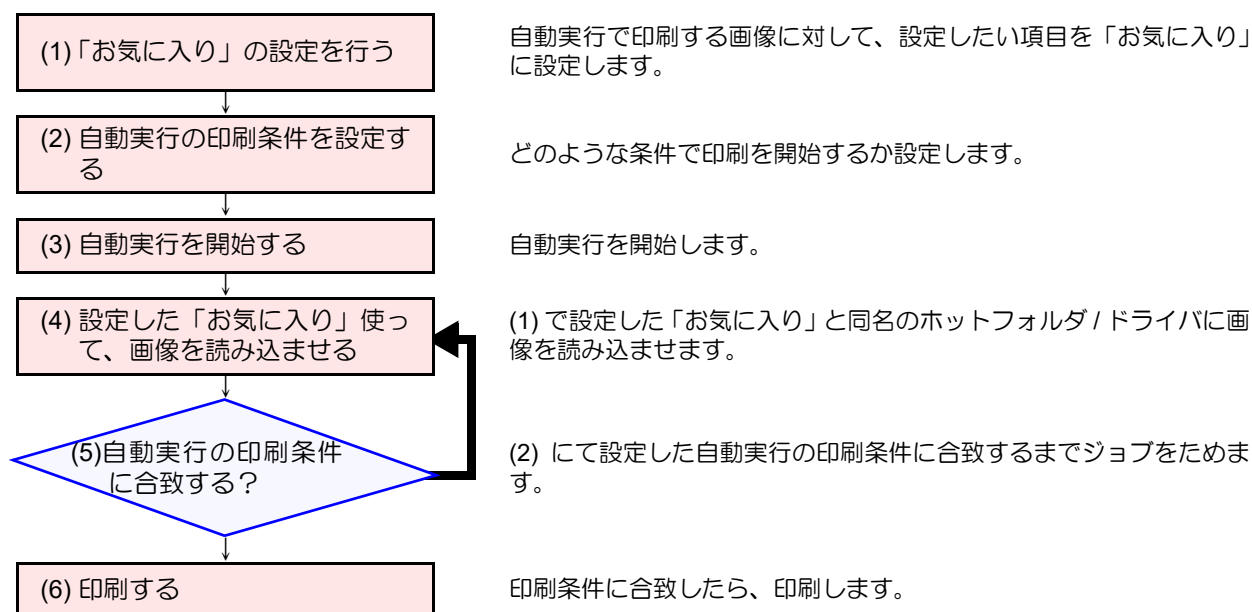 (1)「お気に入り」の設定を行う
自動実行で印刷する画像に対して、設定したい項目を「お気に入り」
に設定します。
(2) 自動実行の印刷条件を設定す
る
どのような条件で印刷を開始するか設定します。
(3) 自動実行を開始する
自動実行を開始します。
(4) 設定した「お気に入り」使っ
て、画像を読み込ませる
(1) で設定した「お気に入り」と同名のホットフォルダ / ドライバに画
像を読み込ませます。
(5)自動実行の印刷条件
に合致する？
(2) にて設定した自動実行の印刷条件に合致するまでジョブをためま
す。
(6) 印刷する
印刷条件に合致したら、印刷します。